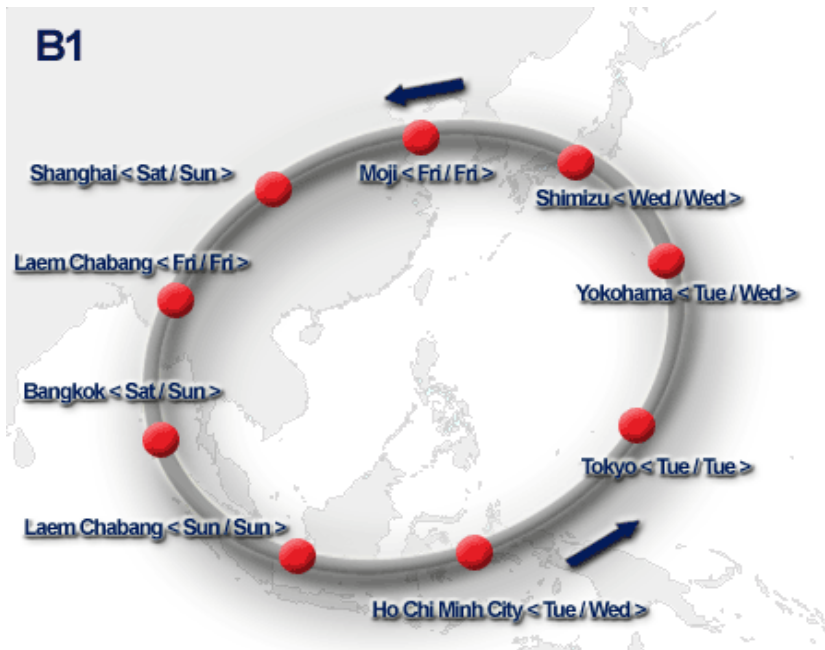 B1
Shanghai < Sat / Sun >
Moji < Fri / Fri >
Shimizu < Wed / Wed >
Laem Chabang < Fri / Fri >
Yokohama < Tue / Wed >
Bangkok < Sat / Sun >
Tokyo < Tue / Tue >
Laem Chabang < Sun / Sun >
Ho Chi Minh City < Tue / Wed >